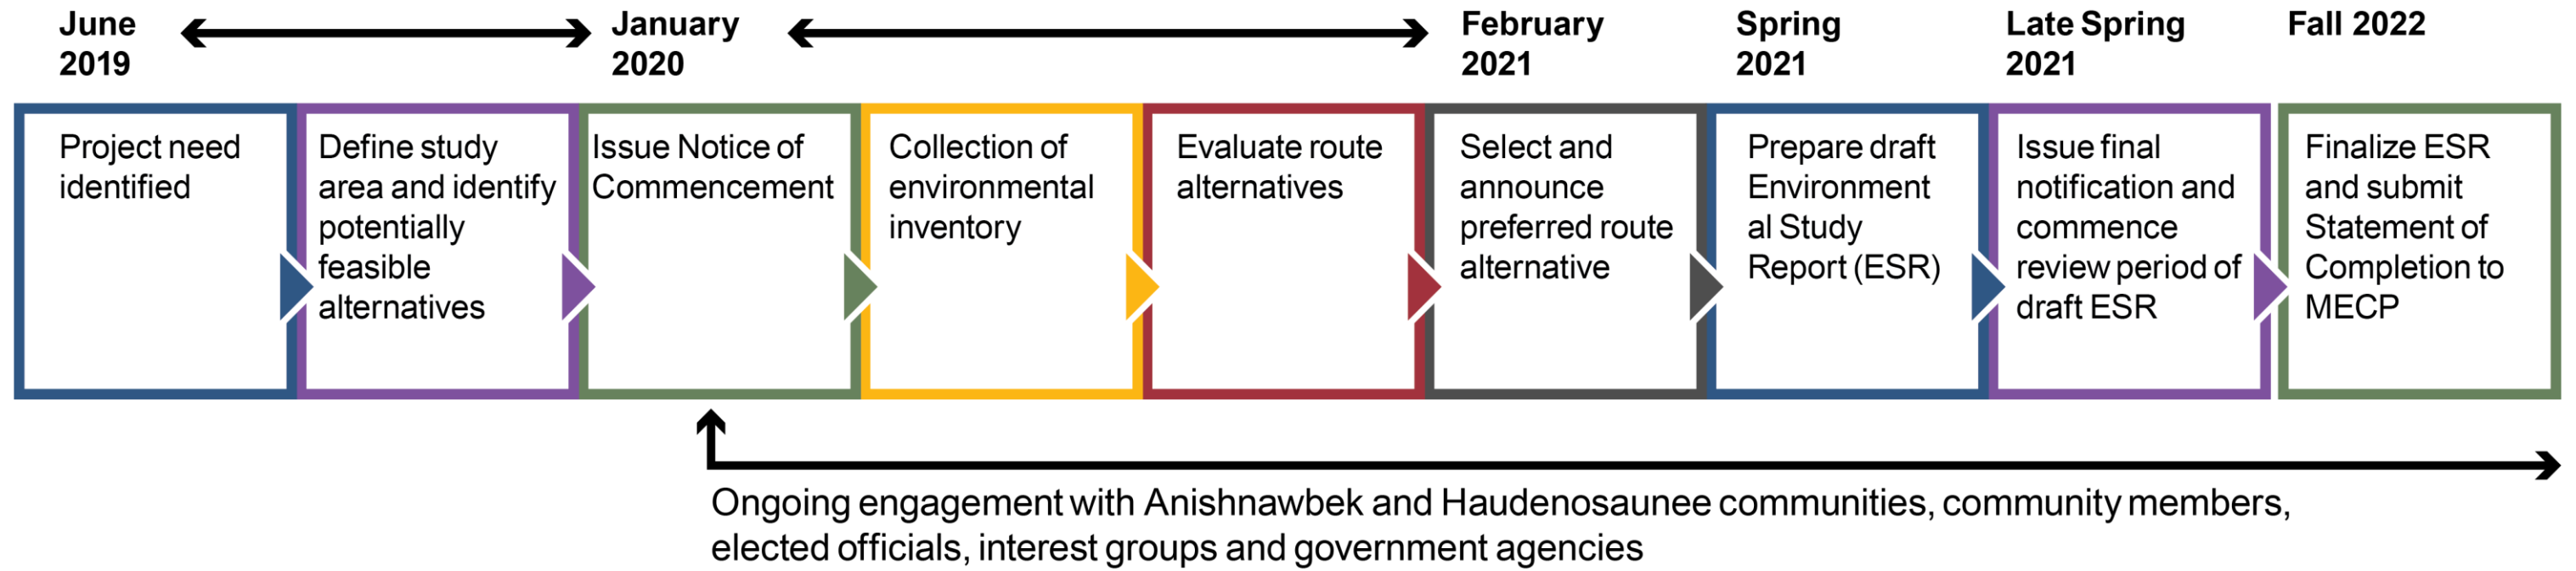 June
2019
January
2020
February
2021
Spring
2021
Late Spring
2021
Fall 2022
Project need
identified
Define study
area and identify
potentially
feasible
alternatives
Issue Notice of
Commencement
Collection of
environmental
inventory
Evaluate route
alternatives
Select and
announce
preferred route
alternative
Prepare draft
Environment
al Study
Report (ESR)
Issue final
notification and
commence
review period of
draft ESR
Finalize ESR
and submit
Statement of
Completion to
MECP
Ongoing engagement with Anishnawbek and Haudenosaunee communities, community members,
elected officials, interest groups and government agencies